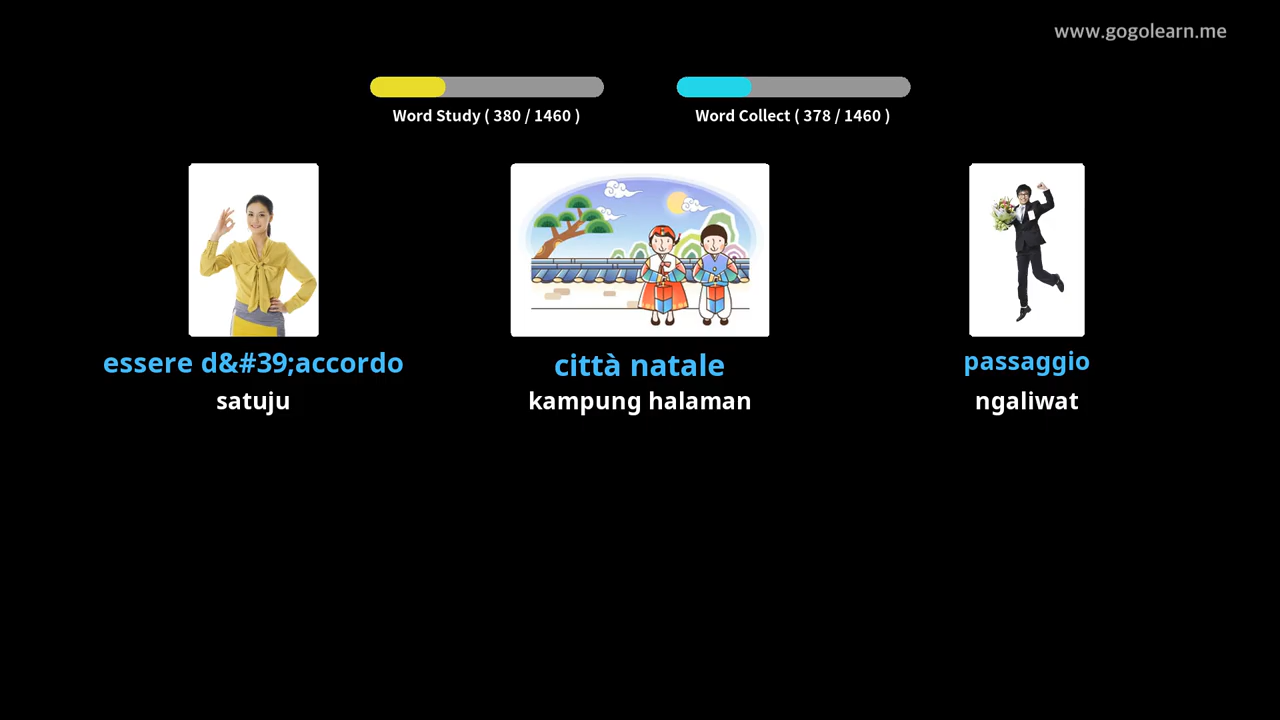 www.gogolearn.me
Word Study ( 380 / 1460 )
Word Collect ( 378 / 1460 )
essere d&#39;accordo
città natale
passaggio
satuju
kampung halaman
ngaliwat